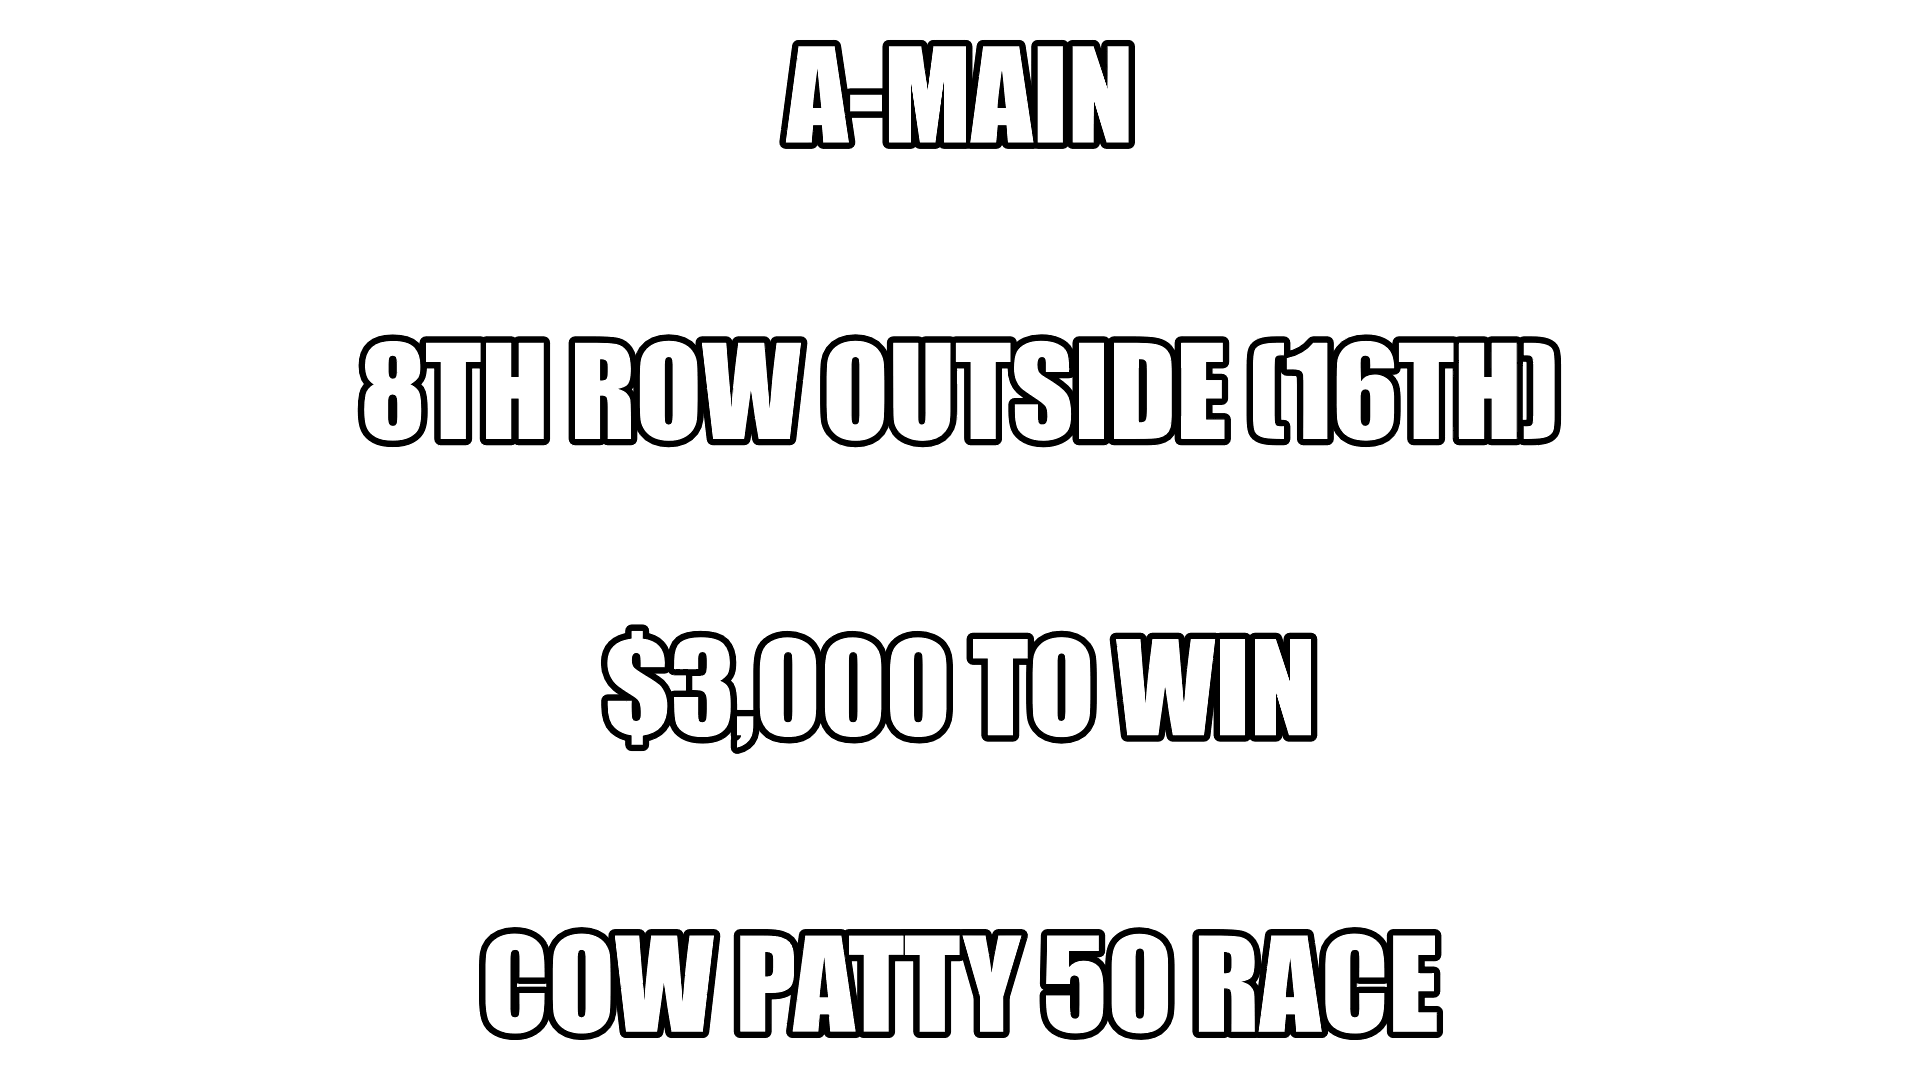 A-MAIN
8TH ROW OUTSIDE (16TH)
$3,000 TO WIN
COW PATTY 50 RACE